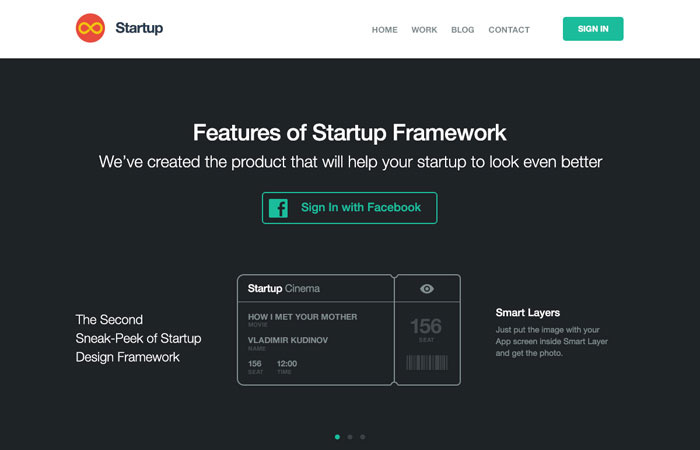 Startup
HOME WORK BLOG CONTACT
SIGN IN
Features of Startup Framework
We've created the product that will help your startup to look even better
Sign In with Facebook
The Second
Sneak-Peek of Startup
Design Framework
Startup Cinema
HOW I MET YOUR MOTHER
MOVIE
VLADIMIR KUDINOV
NAME
156 12:00
SEAT TIME
156
SEAT
Smart Layers
Just put the image with your
App screen inside Smart Layer
and get the photo.